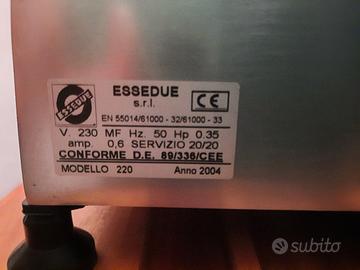 ESSEDUE
ESSEDUE
s.r.l.
CE
EN 55014/61000 - 32/61000 - 33
V. 230 MF Hz. 50 Hp 0.35
amp. 0,6 SERVIZIO 20/20
CONFORME D.E. 89/336/CEE
MODELLO 220 Anno 2004
subito